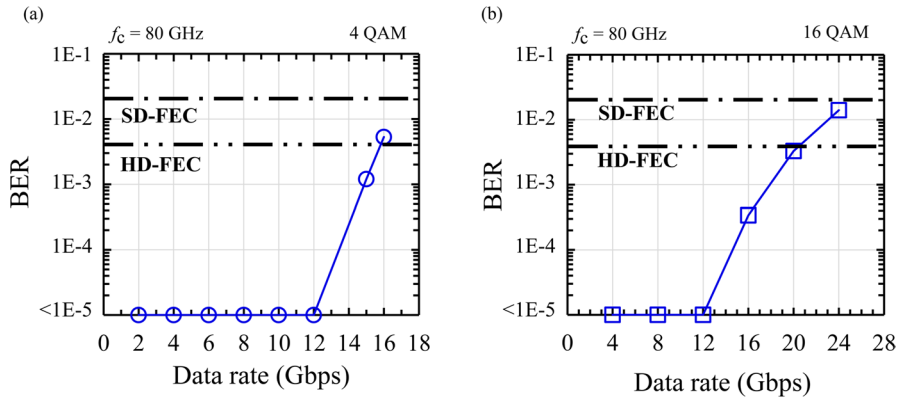 (a)
f_c = 80 GHz 4 QAM
1E-1
SD-FEC
1E-2
HD-FEC
BER
1E-3
1E-4
<1E-5
0 2 4 6 8 10 12 14 16 18
Data rate (Gbps)
(b)
f_c = 80 GHz 16 QAM
1E-1
SD-FEC
1E-2
HD-FEC
BER
1E-3
1E-4
<1E-5
0 4 8 12 16 20 24 28
Data rate (Gbps)